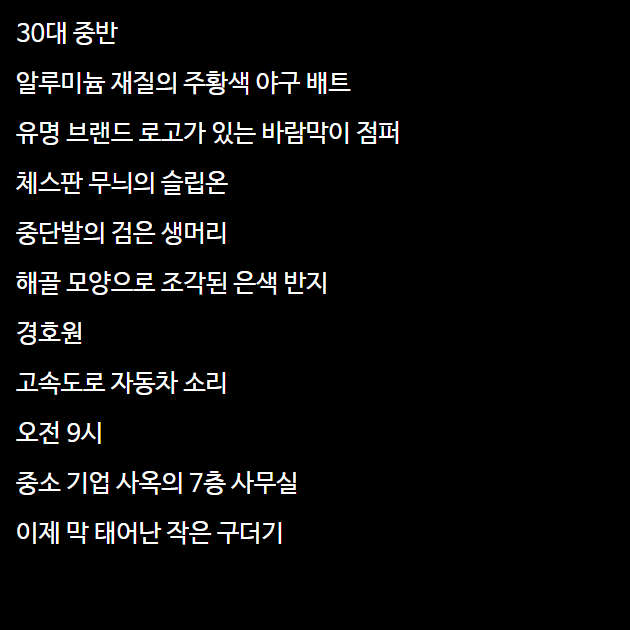 30대 중반
알루미늄 재질의 주황색 야구 배트
유명 브랜드 로고가 있는 바람막이 점퍼
체스판 무늬의 슬립온
중단발의 검은 생머리
해골 모양으로 조각된 은색 반지
경호원
고속도로 자동차 소리
오전 9시
중소 기업 사옥의 7층 사무실
이제 막 태어난 작은 구더기